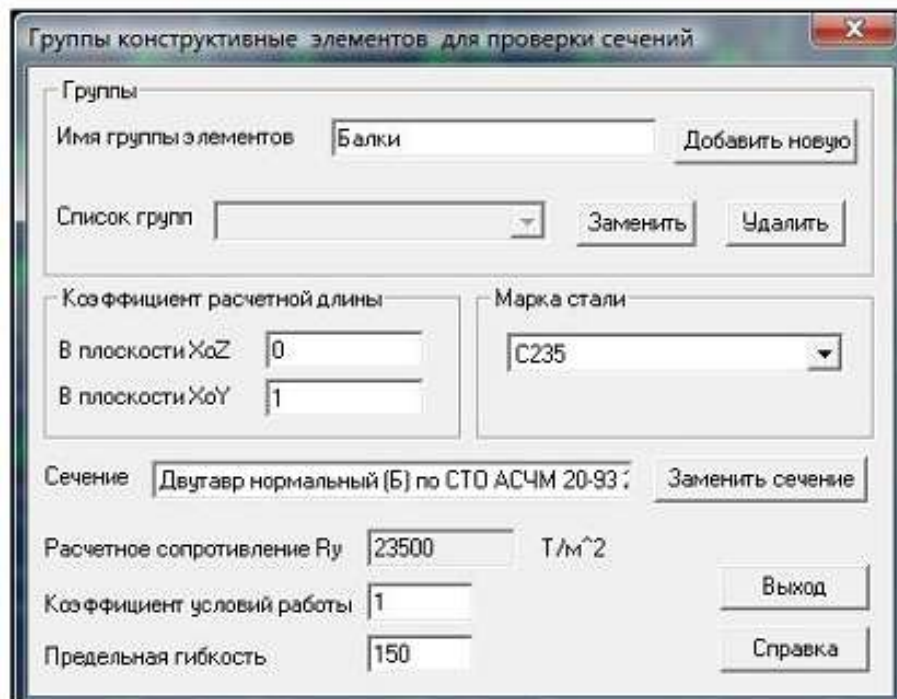 Группы конструктивные элементов для проверки сечений
Группы
Имя группы элементов Балки Добавить новую
Список групп Заменить Удалить
Коэффициент расчетной длины Марка стали
В плоскости XoZ 0 C235
В плоскости XoY 1
Сечение Двутавр нормальный (Б) по СТО АСЧМ 20-93 Заменить сечение
Расчетное сопротивление Ry 23500 Т/м^2
Коэффициент условий работы 1 Выход
Предельная гибкость 150 Справка